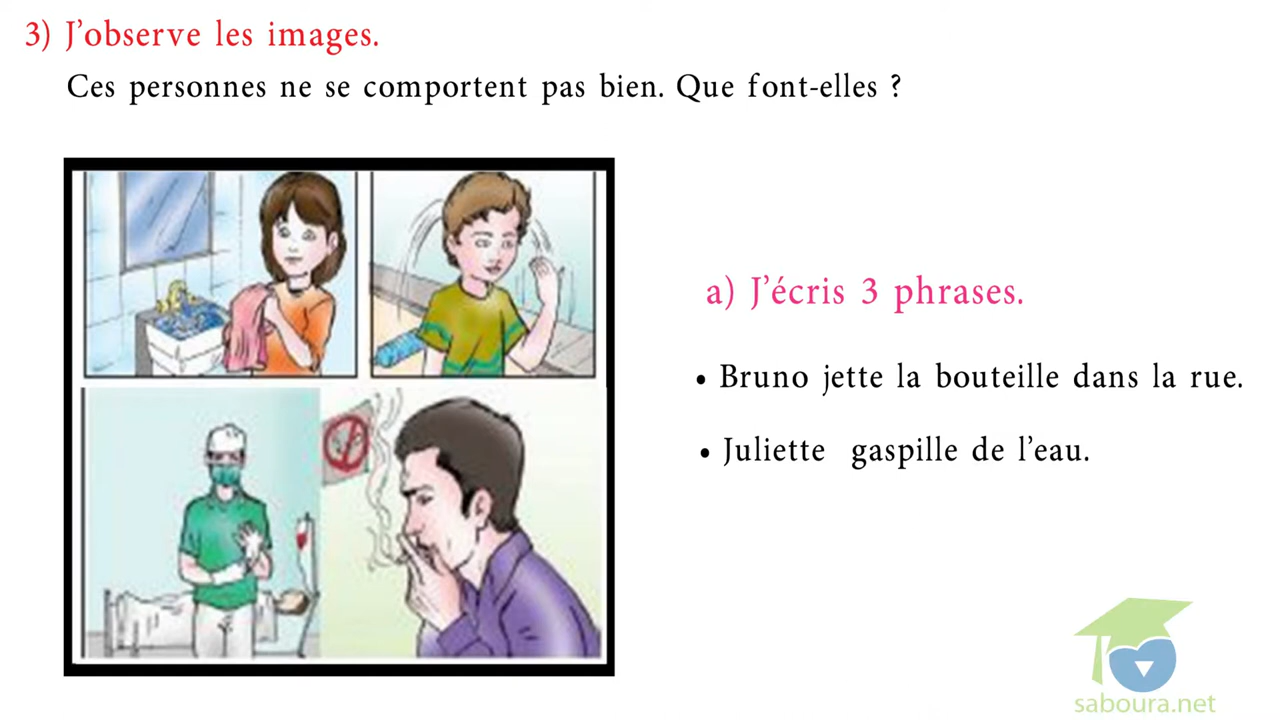 3) J'observe les images.
Ces personnes ne se comportent pas bien. Que font-elles ?
a) J'écris 3 phrases.
• Bruno jette la bouteille dans la rue.
• Juliette gaspille de l'eau.
saboura.net